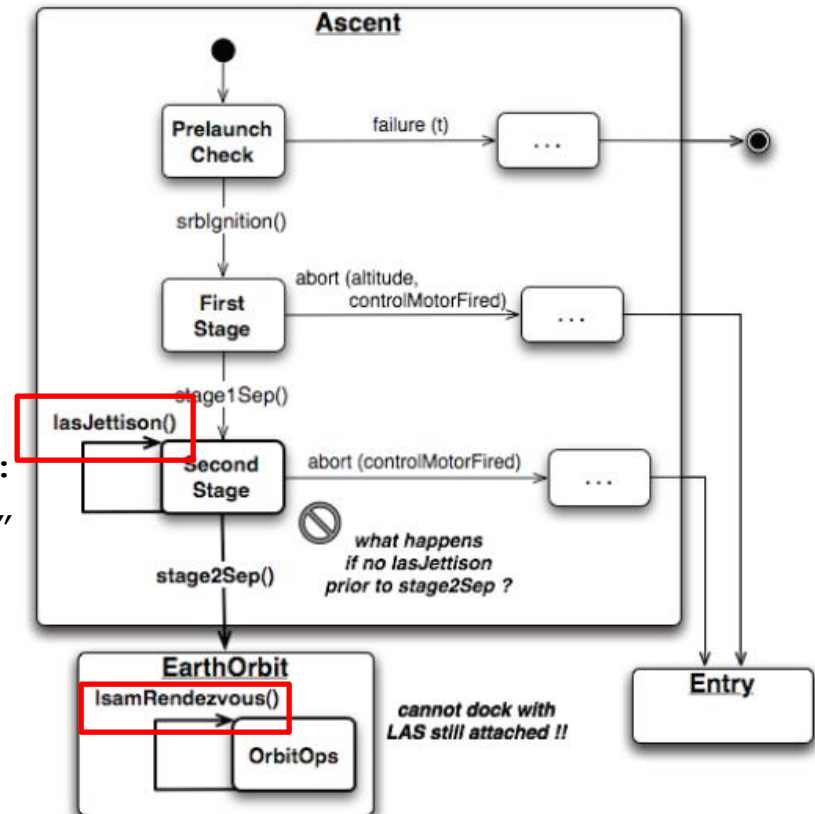 Ascent
Prelaunch
Check
failure (t)
...
srbIgnition()
abort (altitude,
controlMotorFired)
First
Stage
...
stage1Sep()
lasJettison()
:
Second
Stage
abort (controlMotorFired)
...
"
what happens
if no lasJettison
prior to stage2Sep ?
stage2Sep()
EarthOrbit
lsamRendezvous()
OrbitOps
cannot dock with
LAS still attached !!
Entry